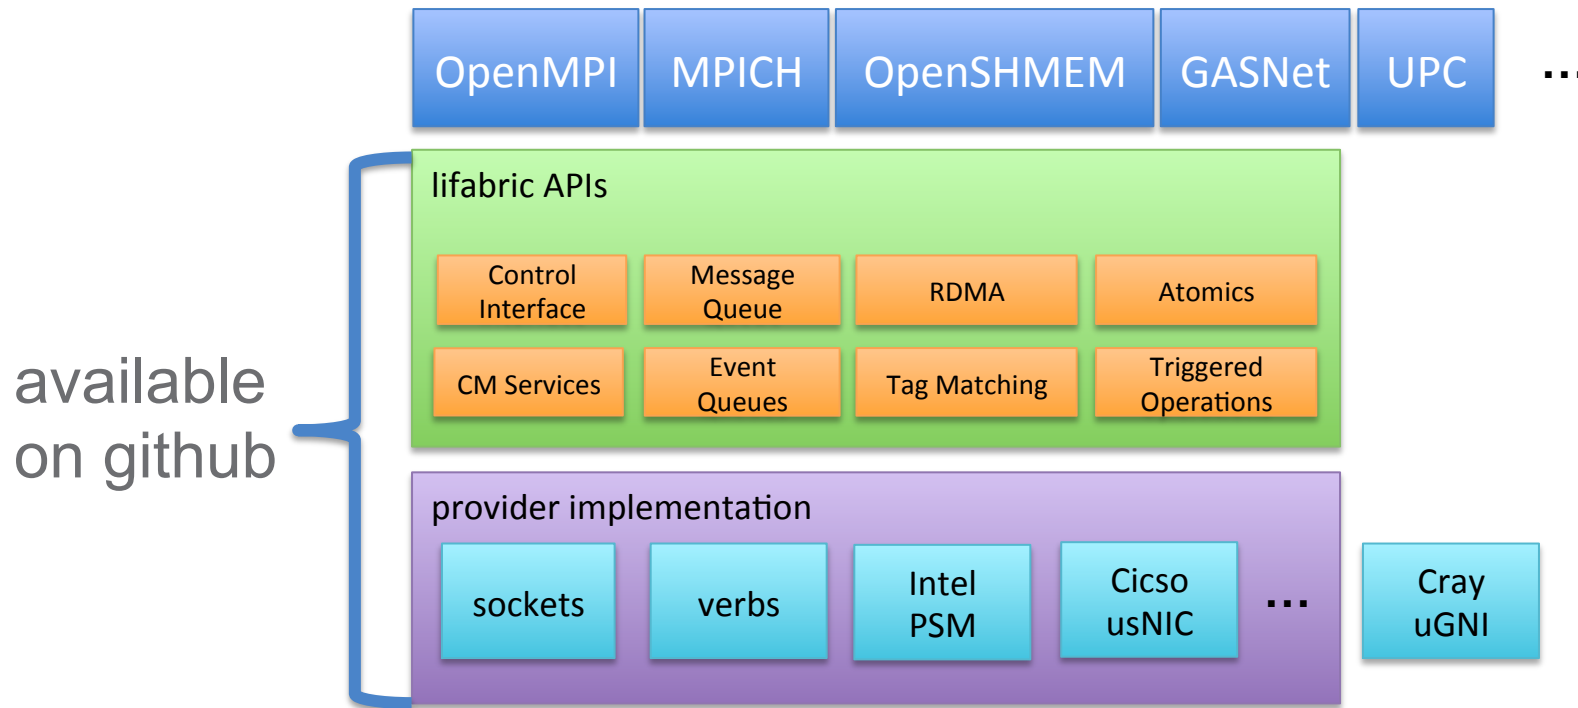 OpenMPI MPICH OpenSHMEM GASNet UPC ...
lifabric APIs
Control
Interface
Message
Queue
RDMA
Atomics
CM Services
Event
Queues
Tag Matching
Triggered
Operations
available
on github
provider implementation
sockets
verbs
Intel
PSM
Cicso
usNIC
...
Cray
uGNI